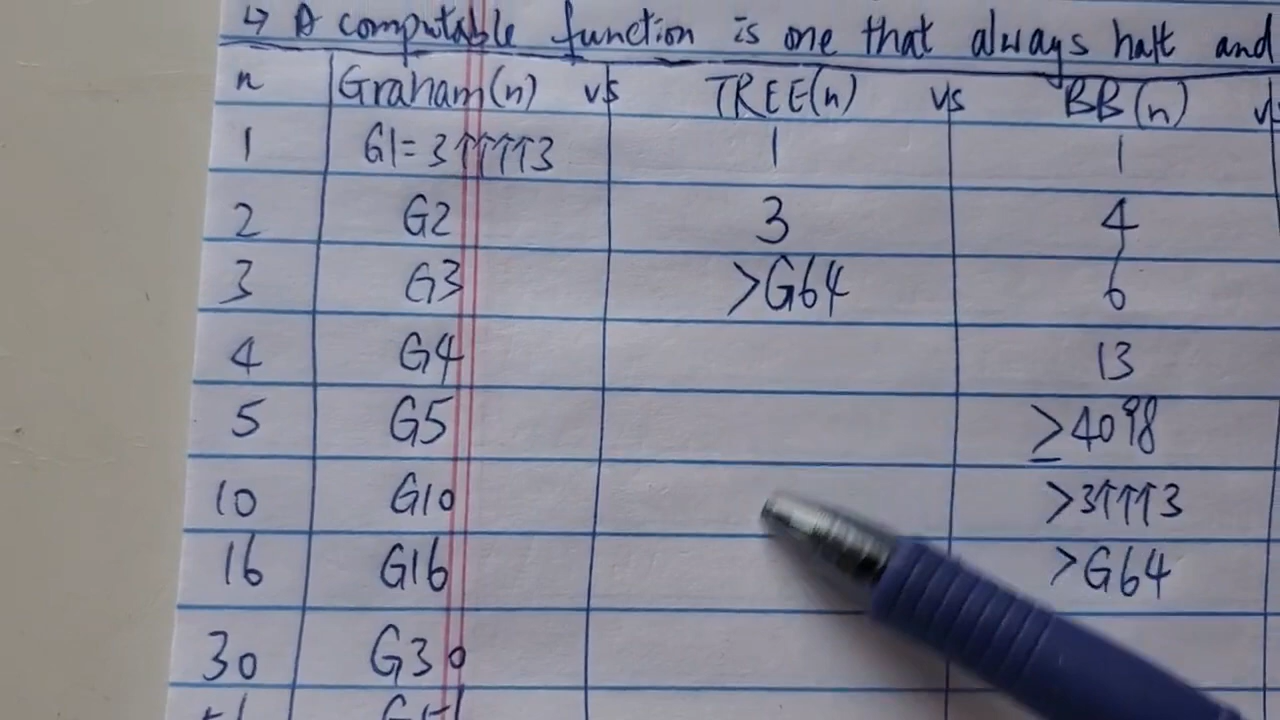 ↳ A computable function is one that always halt and
n Graham(n) vs TREE(n) vs BB(n)
1 G1=3↑↑↑↑3 1 1
2 G2 3 4
3 G3 >G64 6
4 G4 13
5 G5 ≥4098
10 G10 >3↑↑↑3
16 G16 >G64
30 G30